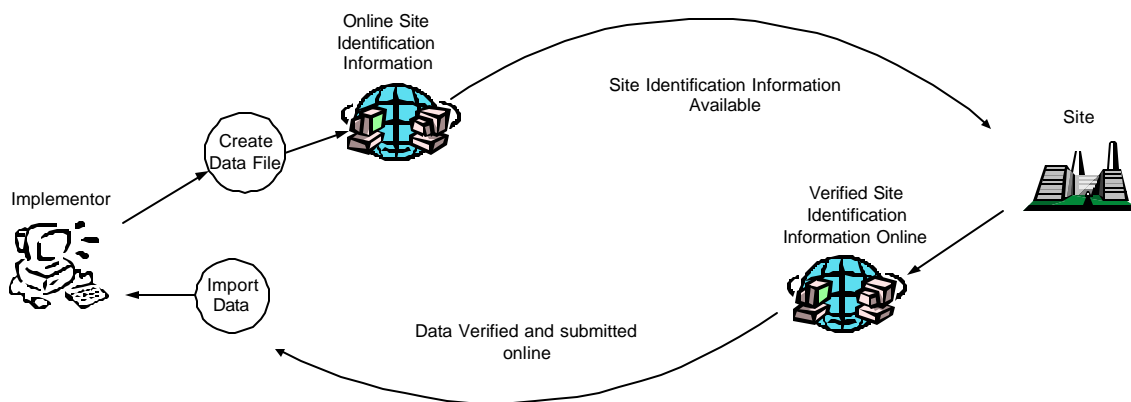 Online Site
Identification
Information
Site Identification Information
Available
Site
Create
Data File
Implementor
Verified Site
Identification
Information Online
Import
Data
Data Verified and submitted
online